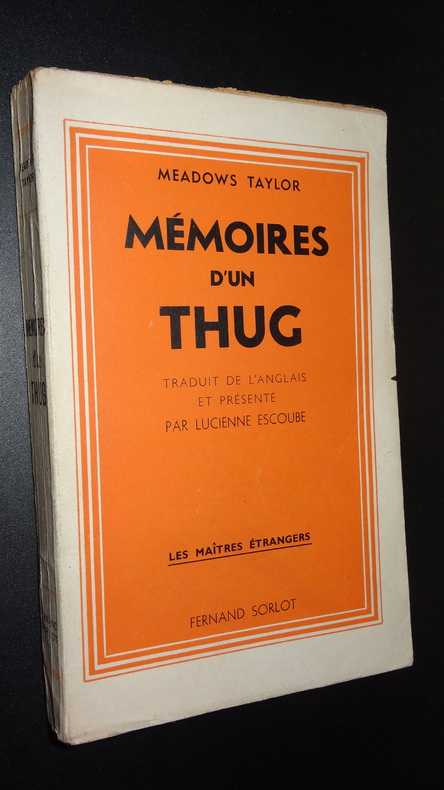 MEADOWS TAYLOR
MÉMOIRES
D'UN
THUG
TRADUIT DE L'ANGLAIS
ET PRÉSENTÉ
PAR LUCIENNE ESCOUBE
LES MAÎTRES ÉTRANGERS
FERNAND SORLOT